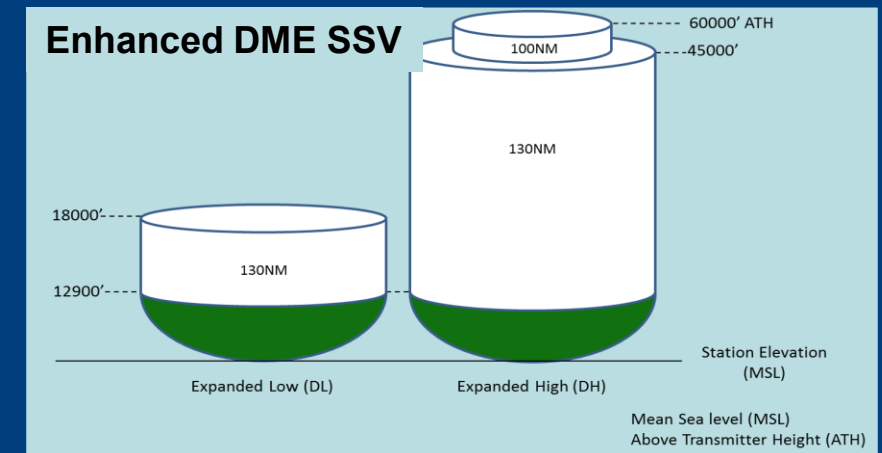 Enhanced DME SSV
60000’ ATH
100NM
45000’
130NM
18000’
130NM
12900’
Station Elevation
(MSL)
Expanded Low (DL)
Expanded High (DH)
Mean Sea level (MSL)
Above Transmitter Height (ATH)